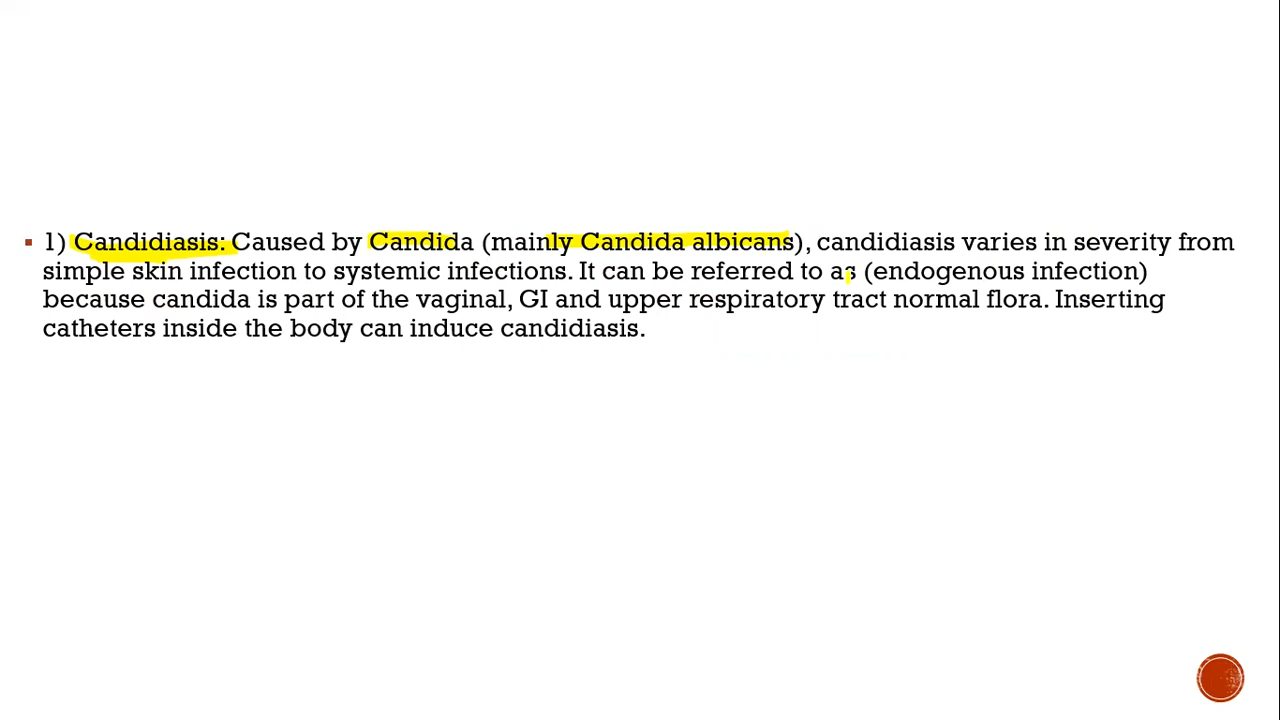 1) Candidiasis: Caused by Candida (mainly Candida albicans), candidiasis varies in severity from
simple skin infection to systemic infections. It can be referred to as (endogenous infection)
because candida is part of the vaginal, GI and upper respiratory tract normal flora. Inserting
catheters inside the body can induce candidiasis.